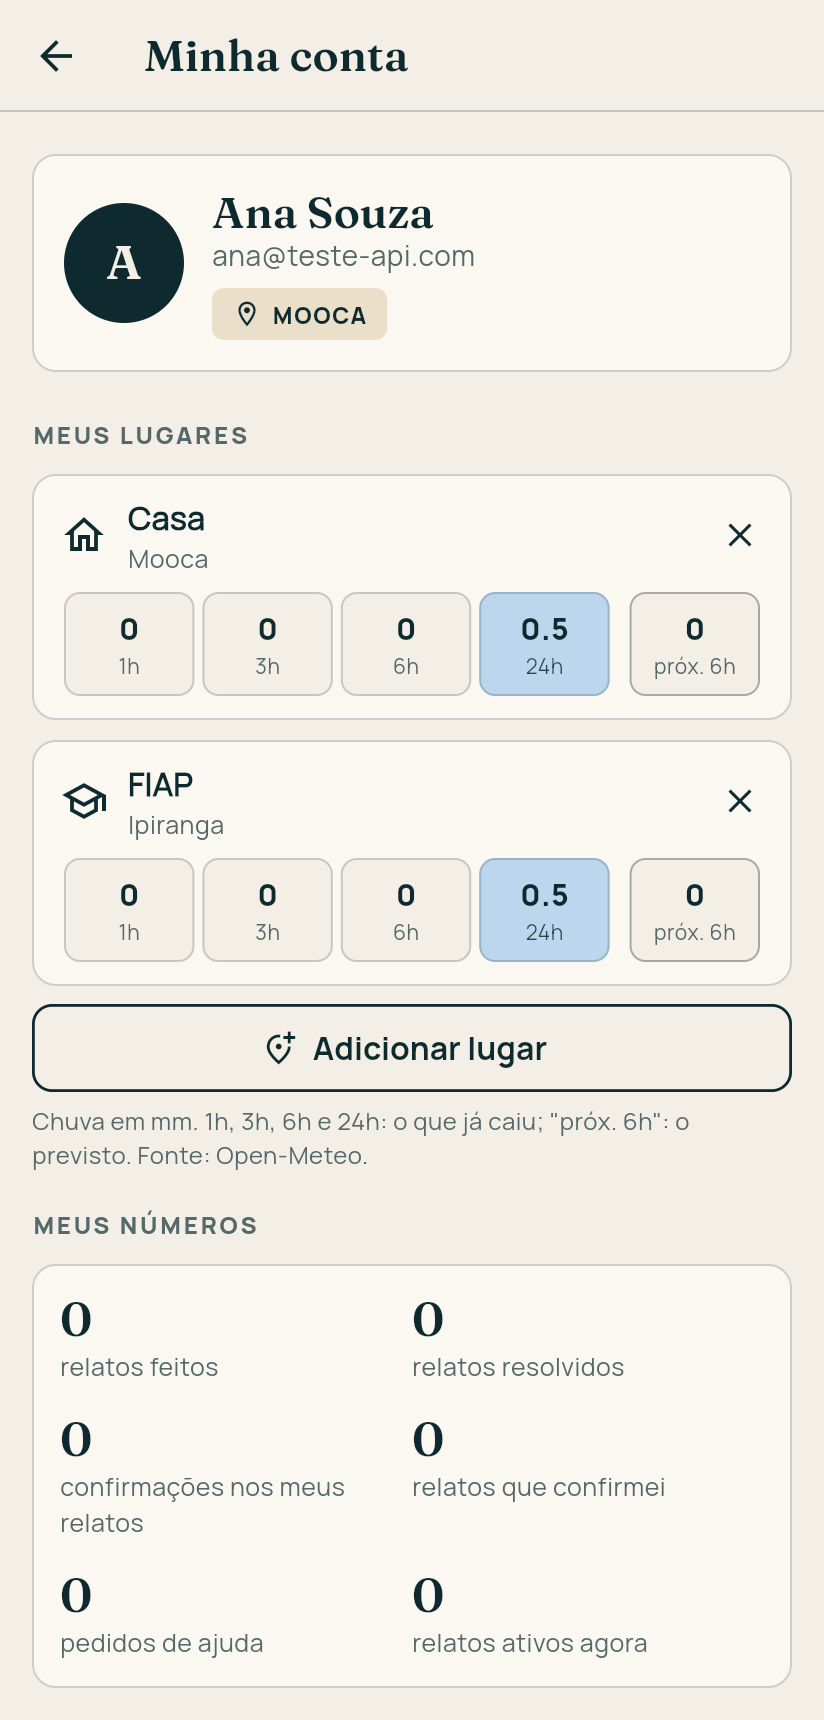 Minha conta
A
Ana Souza
ana@teste-api.com
MOOCA
MEUS LUGARES
Casa
Mooca
0 0 0 0.5 0
1h 3h 6h 24h próx. 6h
FIAP
Ipiranga
0 0 0 0.5 0
1h 3h 6h 24h próx. 6h
Adicionar lugar
Chuva em mm. 1h, 3h, 6h e 24h: o que já caiu; "próx. 6h": o
previsto. Fonte: Open-Meteo.
MEUS NÚMEROS
0 0
relatos feitos relatos resolvidos
0 0
confirmações nos meus relatos que confirmei
relatos
0 0
pedidos de ajuda relatos ativos agora